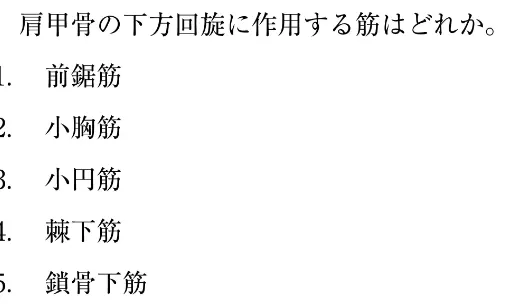 肩甲骨の下方回旋に作用する筋はどれか。
1. 前鋸筋
2. 小胸筋
3. 小円筋
4. 棘下筋
5. 鎖骨下筋